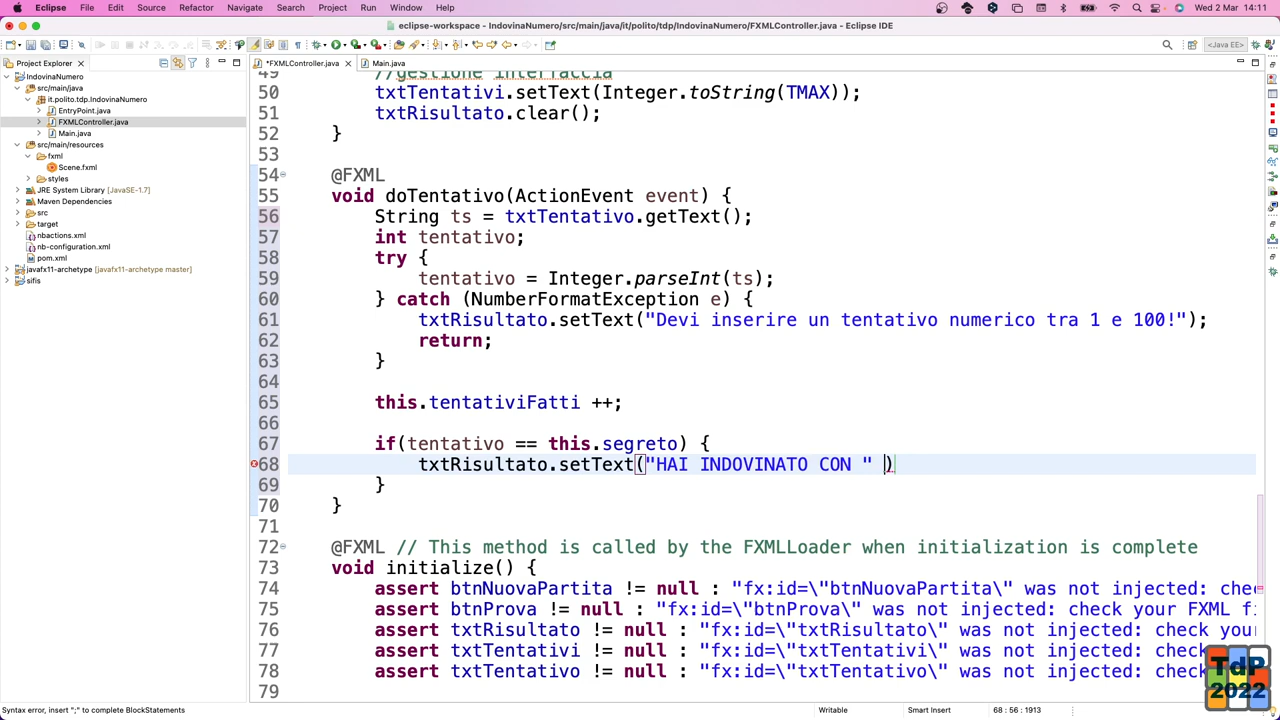 Eclipse File Edit Source Refactor Navigate Search Project Run Window Help Wed 2 Mar 14:11
eclipse-workspace - IndovinaNumero/src/main/java/it/polito/tdp/IndovinaNumero/FXMLController.java - Eclipse IDE
<Java EE>
Project Explorer
*FXMLController.java Main.java
IndovinaNumero
src/main/java
it.polito.tdp.IndovinaNumero
EntryPoint.java
FXMLController.java
Main.java
src/main/resources
fxml
Scene.fxml
styles
JRE System Library [JavaSE-1.7]
Maven Dependencies
src
target
nbactions.xml
nb-configuration.xml
pom.xml
javafx11-archetype [javafx11-archetype master]
sifis
49 //gestione interfaccia
50 txtTentativi.setText(Integer.toString(TMAX));
51 txtRisultato.clear();
52 }
53
54 @FXML
55 void doTentativo(ActionEvent event) {
56 String ts = txtTentativo.getText();
57 int tentativo;
58 try {
59 tentativo = Integer.parseInt(ts);
60 } catch (NumberFormatException e) {
61 txtRisultato.setText("Devi inserire un tentativo numerico tra 1 e 100!");
62 return;
63 }
64
65 this.tentativiFatti ++;
66
67 if(tentativo == this.segreto) {
68 txtRisultato.setText("HAI INDOVINATO CON " )
69 }
70 }
71
72 @FXML // This method is called by the FXMLLoader when initialization is complete
73 void initialize() {
74 assert btnNuovaPartita != null : "fx:id=\"btnNuovaPartita\" was not injected: che
75 assert btnProva != null : "fx:id=\"btnProva\" was not injected: check your FXML fi
76 assert txtRisultato != null : "fx:id=\"txtRisultato\" was not injected: check your
77 assert txtTentativi != null : "fx:id=\"txtTentativi\" was not injected: check
78 assert txtTentativo != null : "fx:id=\"txtTentativo\" was not injected: check
79
TdP
2022
Syntax error, insert ";" to complete BlockStatements Writable Smart Insert 68 : 56 : 1913